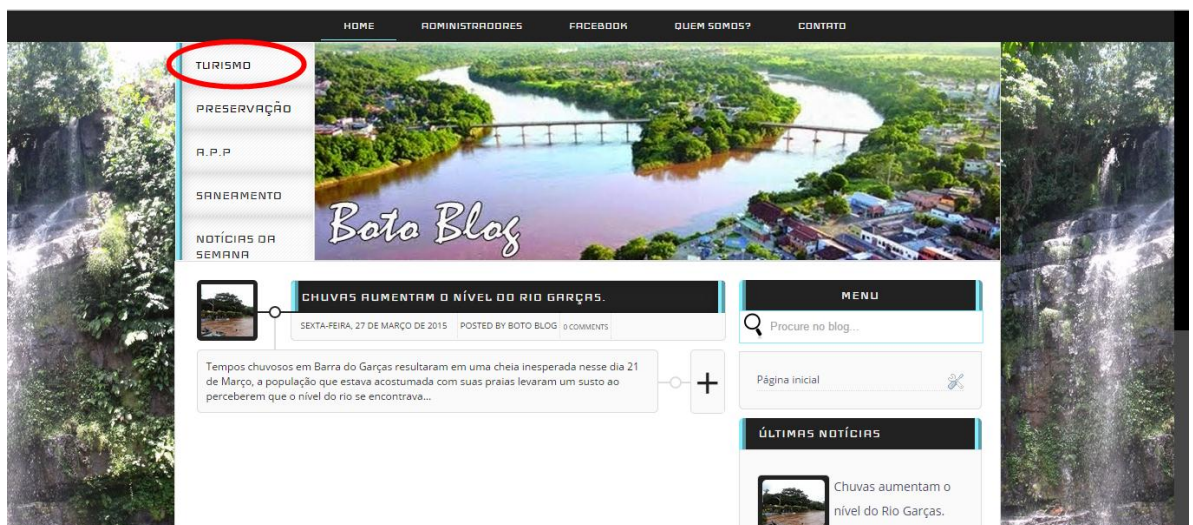 HOME ADMINISTRADORES FACEBOOK QUEM SOMOS? CONTATO
TURISMO
PRESERVAÇÃO
A.P.P
SANEAMENTO
NOTÍCIAS DA
SEMANA
Boto Blog
CHUVAS AUMENTAM O NÍVEL DO RIO GARÇAS.
SEXTA-FEIRA, 27 DE MARÇO DE 2015 POSTED BY BOTO BLOG 0 COMMENTS
Tempos chuvosos em Barra do Garças resultaram em uma cheia inesperada nesse dia 21
de Março, a população que estava acostumada com suas praias levaram um susto ao
perceberem que o nível do rio se encontrava...
+
MENU
Procure no blog...
Página inicial
ÚLTIMAS NOTÍCIAS
Chuvas aumentam o
nível do Rio Garças.